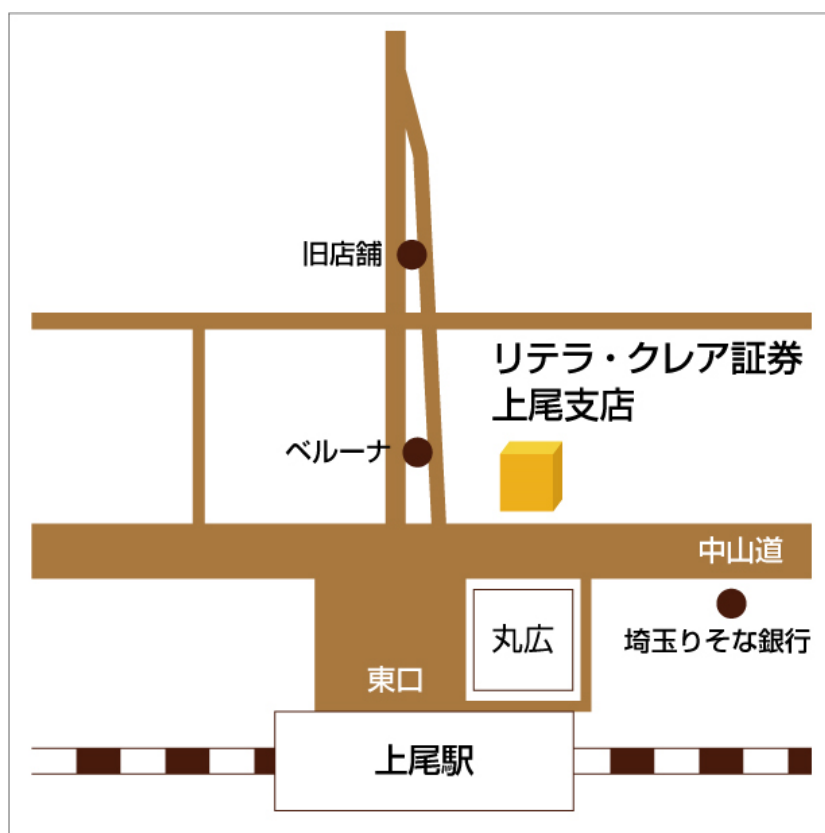 旧店舗
リテラ・クレア証券
上尾支店
ベルーナ
中山道
丸広
埼玉りそな銀行
東口
上尾駅